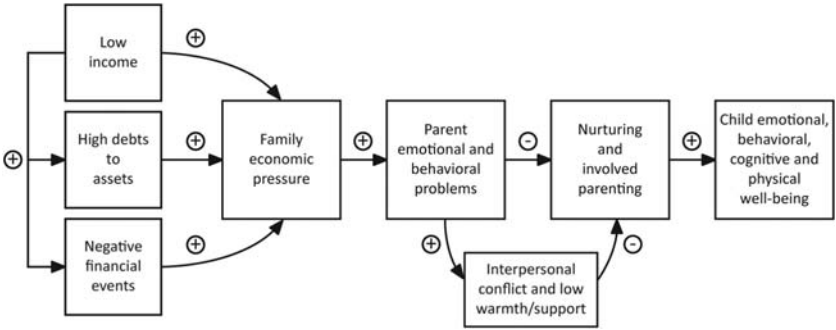 Low
income
+
+
High debts
to
assets
+
Negative
financial
events
+
Family
economic
pressure
+
Parent
emotional and
behavioral
problems
-
+
Interpersonal
conflict and low
warmth/support
-
Nurturing
and
involved
parenting
+
Child emotional,
behavioral,
cognitive and
physical
well-being